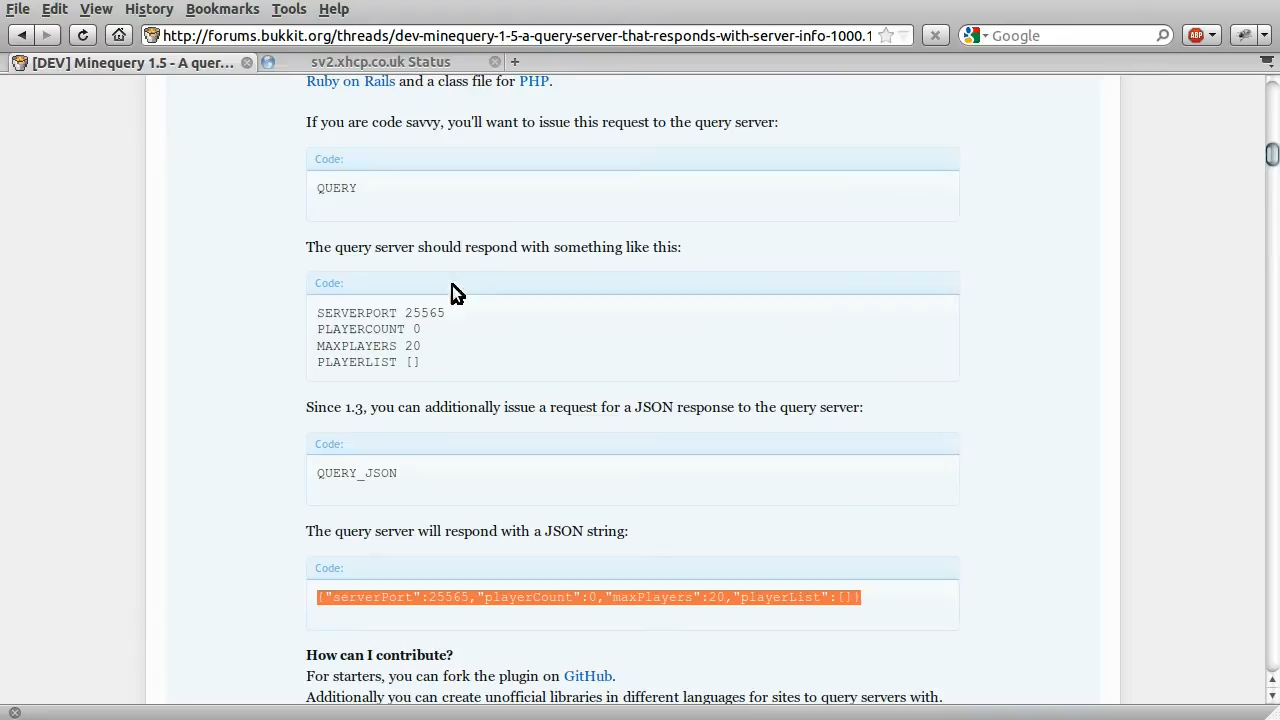 File Edit View History Bookmarks Tools Help
http://forums.bukkit.org/threads/dev-minequery-1-5-a-query-server-that-responds-with-server-info-1000.1
Google
ABP
[DEV] Minequery 1.5 - A quer...
sv2.xhcp.co.uk Status
Ruby on Rails and a class file for PHP.
If you are code savvy, you'll want to issue this request to the query server:
Code:
QUERY
The query server should respond with something like this:
Code:
SERVERPORT 25565
PLAYERCOUNT 0
MAXPLAYERS 20
PLAYERLIST []
Since 1.3, you can additionally issue a request for a JSON response to the query server:
Code:
QUERY_JSON
The query server will respond with a JSON string:
Code:
{"serverPort":25565,"playerCount":0,"maxPlayers":20,"playerList":[]}
How can I contribute?
For starters, you can fork the plugin on GitHub.
Additionally you can create unofficial libraries in different languages for sites to query servers with.